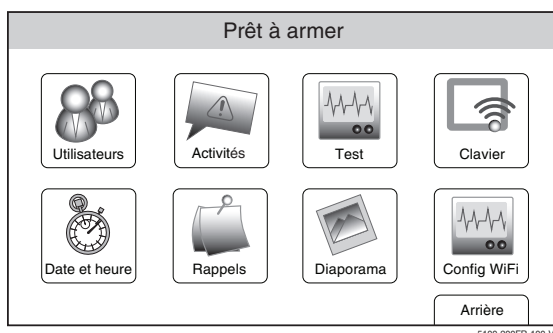 Prêt à armer
Utilisateurs
Activités
Test
Clavier
Date et heure
Rappels
Diaporama
Config WiFi
Arrière